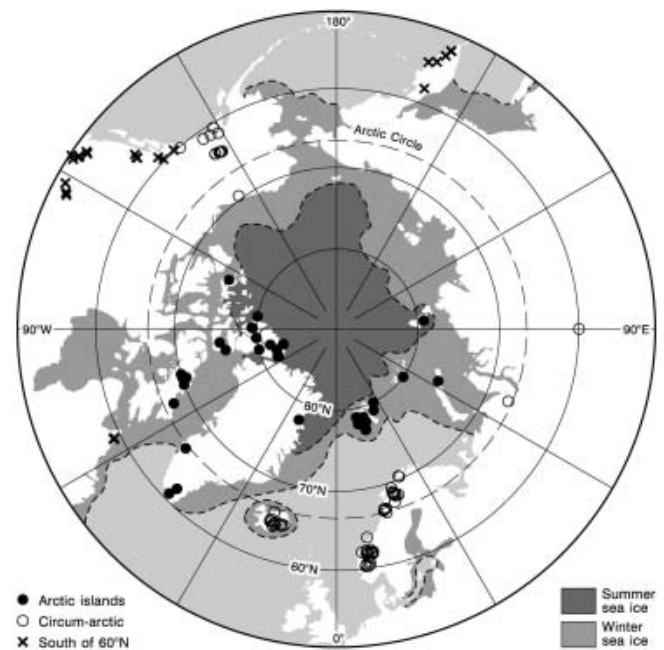 180°
Arctic Circle
90°W
90°E
80°N
70°N
60°N
0°
Arctic islands
Circum-arctic
South of 60°N
Summer
sea ice
Winter
sea ice